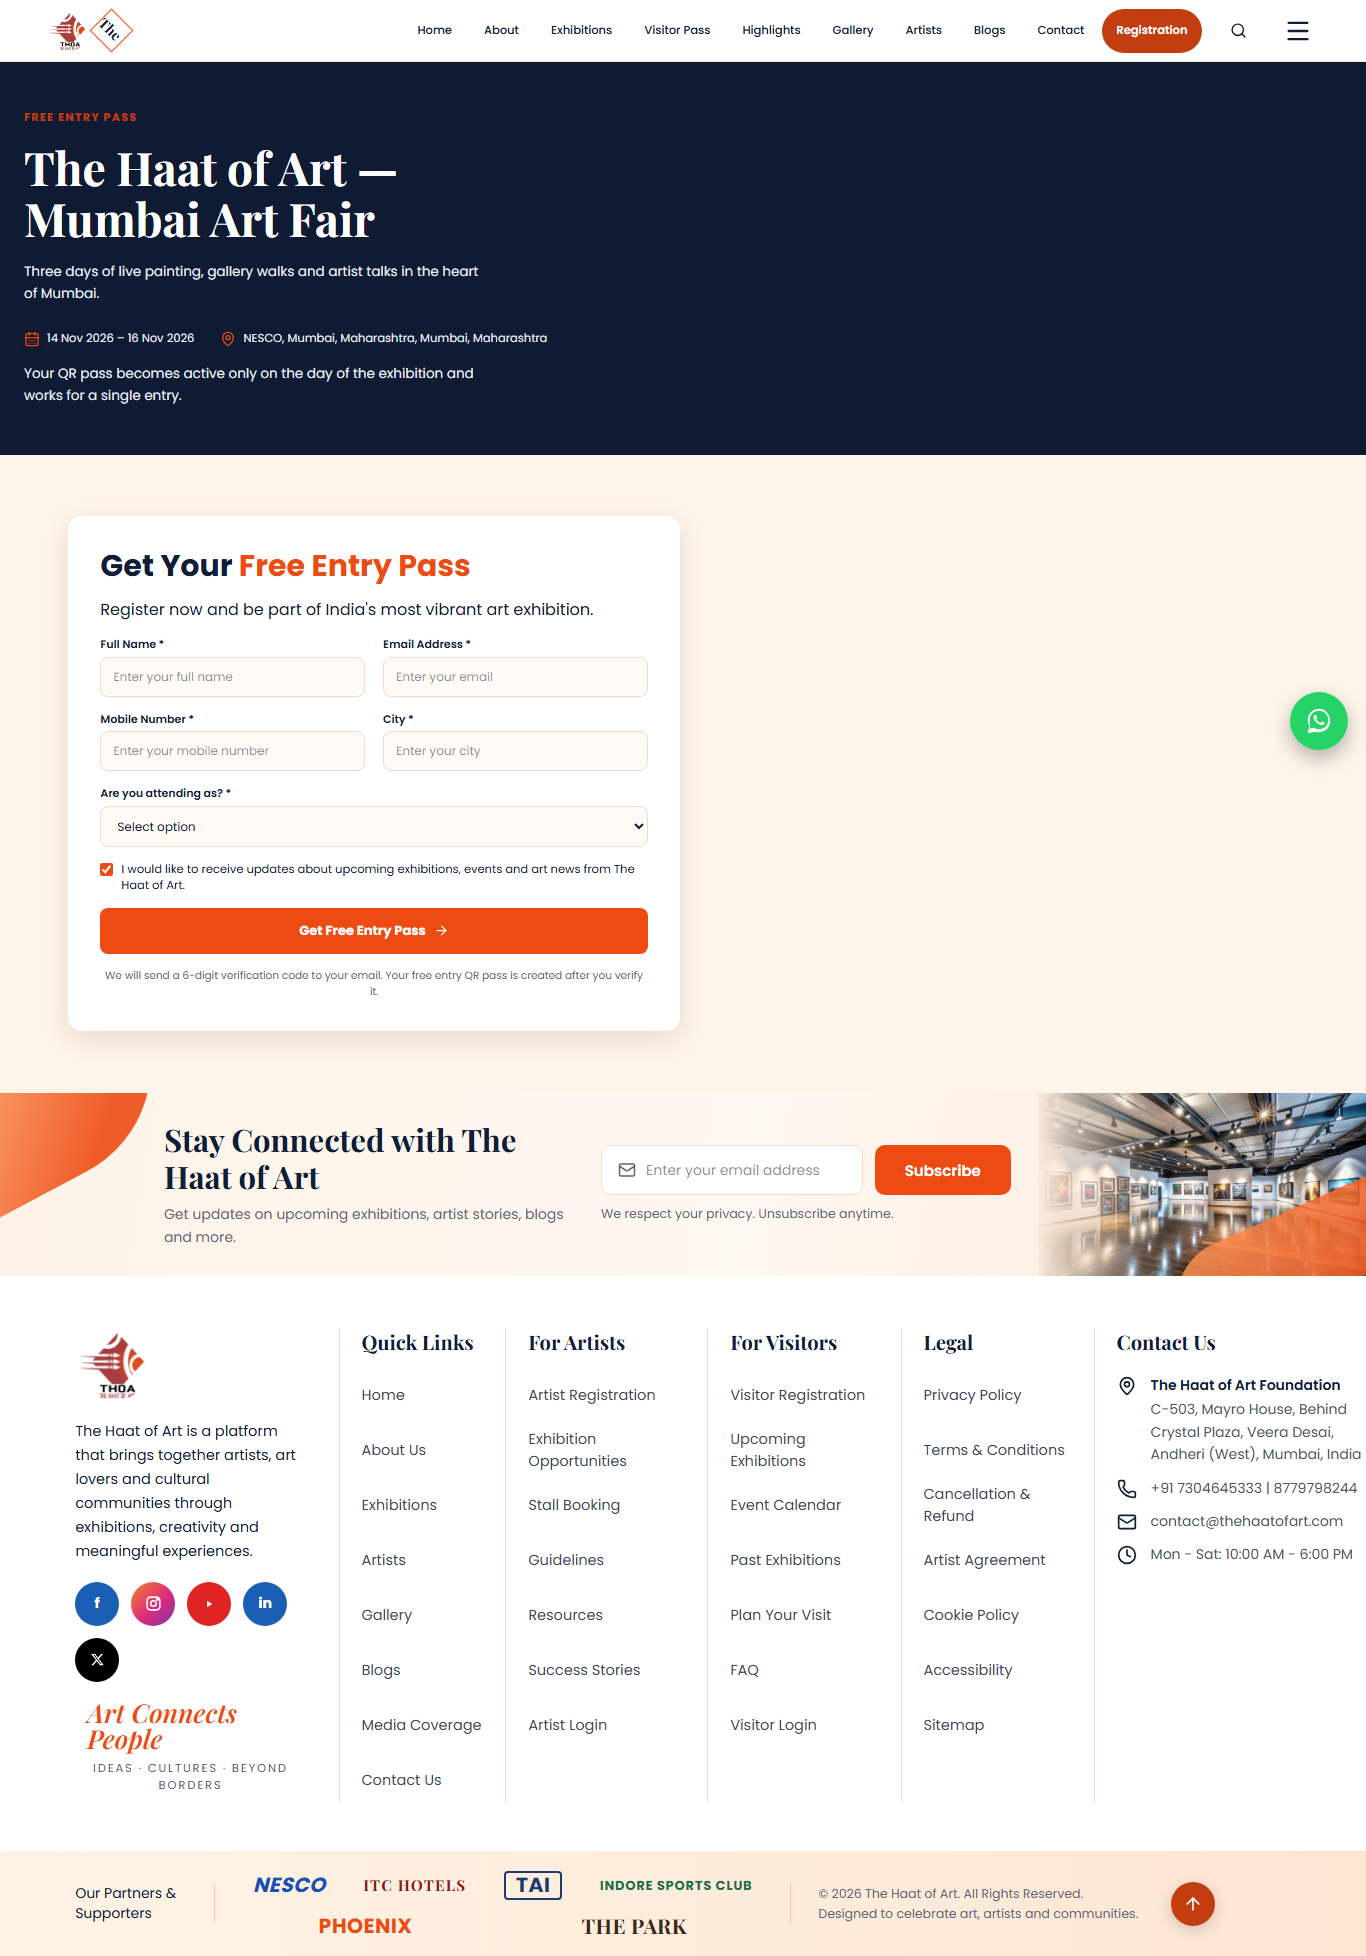 THOA
The
Home
About
Exhibitions
Visitor Pass
Highlights
Gallery
Artists
Blogs
Contact
Registration
FREE ENTRY PASS
The Haat of Art —
Mumbai Art Fair
Three days of live painting, gallery walks and artist talks in the heart
of Mumbai.
14 Nov 2026 – 16 Nov 2026
NESCO, Mumbai, Maharashtra, Mumbai, Maharashtra
Your QR pass becomes active only on the day of the exhibition and
works for a single entry.
Get Your Free Entry Pass
Register now and be part of India's most vibrant art exhibition.
Full Name *
Email Address *
Enter your full name
Enter your email
Mobile Number *
City *
Enter your mobile number
Enter your city
Are you attending as? *
Select option
I would like to receive updates about upcoming exhibitions, events and art news from The
Haat of Art.
Get Free Entry Pass
We will send a 6-digit verification code to your email. Your free entry QR pass is created after you verify
it.
Stay Connected with The
Haat of Art
Get updates on upcoming exhibitions, artist stories, blogs
and more.
Enter your email address
Subscribe
We respect your privacy. Unsubscribe anytime.
THOA
THE HAAT OF ART
The Haat of Art is a platform
that brings together artists, art
lovers and cultural
communities through
exhibitions, creativity and
meaningful experiences.
f
in
X
Art Connects
People
IDEAS · CULTURES · BEYOND
BORDERS
Quick Links
Home
About Us
Exhibitions
Artists
Gallery
Blogs
Media Coverage
Contact Us
For Artists
Artist Registration
Exhibition
Opportunities
Stall Booking
Guidelines
Resources
Success Stories
Artist Login
For Visitors
Visitor Registration
Upcoming
Exhibitions
Event Calendar
Past Exhibitions
Plan Your Visit
FAQ
Visitor Login
Legal
Privacy Policy
Terms & Conditions
Cancellation &
Refund
Artist Agreement
Cookie Policy
Accessibility
Sitemap
Contact Us
The Haat of Art Foundation
C-503, Mayro House, Behind
Crystal Plaza, Veera Desai,
Andheri (West), Mumbai, India
+91 7304645333 | 8779798244
contact@thehaatofart.com
Mon - Sat: 10:00 AM - 6:00 PM
Our Partners &
Supporters
NESCO
ITC HOTELS
TAI
INDORE SPORTS CLUB
PHOENIX
THE PARK
© 2026 The Haat of Art. All Rights Reserved.
Designed to celebrate art, artists and communities.